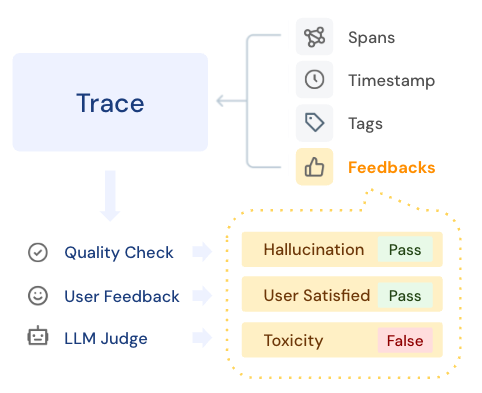 Trace
Spans
Timestamp
Tags
Feedbacks
Quality Check
Hallucination Pass
User Feedback
User Satisfied Pass
LLM Judge
Toxicity False